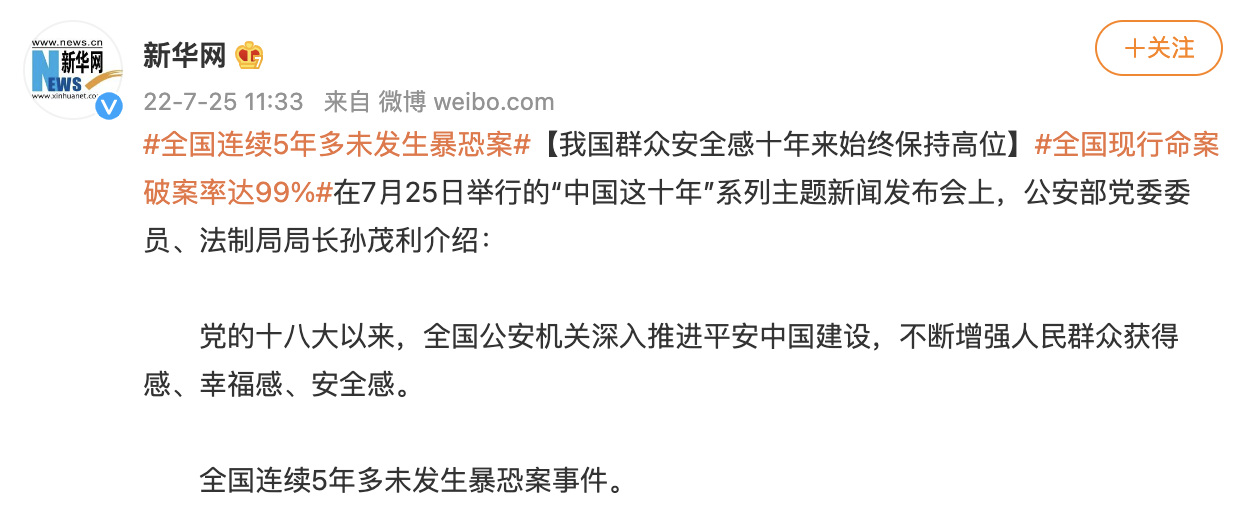 www.news.cn
新华网
NEWS
www.xinhuanet.co
新华网
+关注
22-7-25 11:33 来自 微博 weibo.com
#全国连续5年多未发生暴恐案#【我国群众安全感十年来始终保持高位】#全国现行命案
破案率达99%#在7月25日举行的“中国这十年”系列主题新闻发布会上，公安部党委委
员、法制局局长孙茂利介绍：
党的十八大以来，全国公安机关深入推进平安中国建设，不断增强人民群众获得
感、幸福感、安全感。
全国连续5年多未发生暴恐案事件。